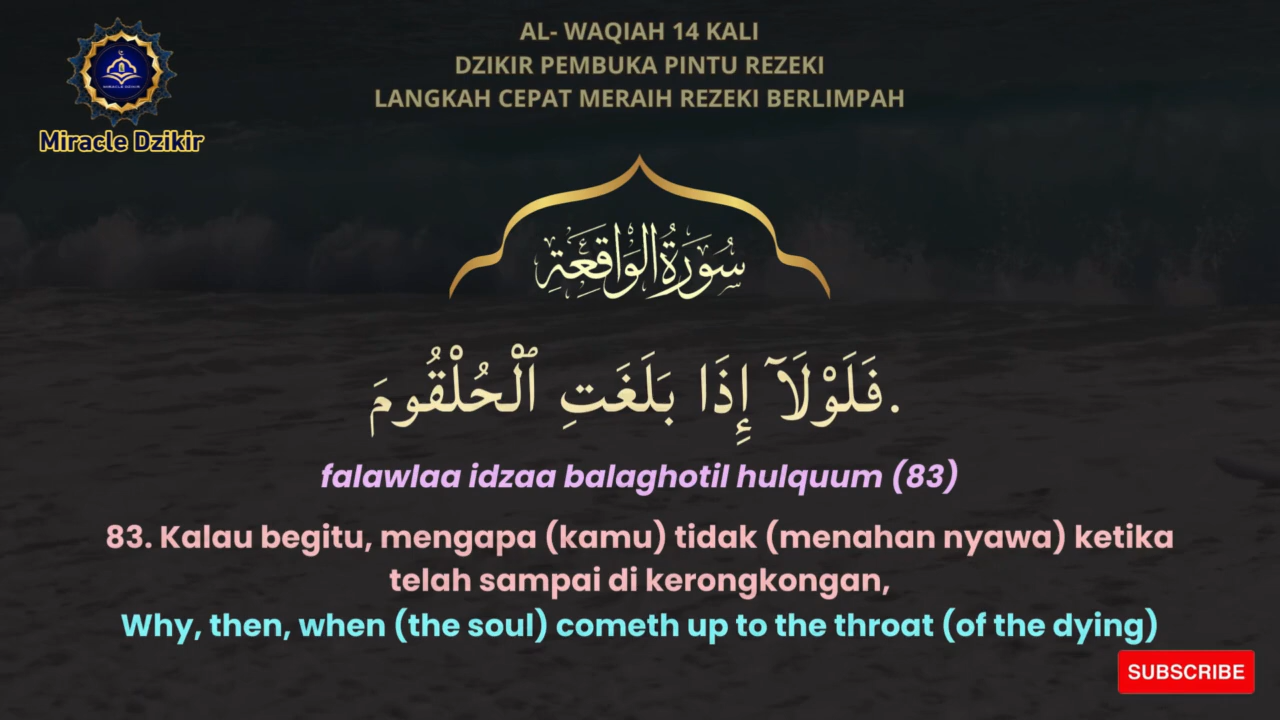 AL- WAQIAH 14 KALI
DZIKIR PEMBUKA PINTU REZEKI
LANGKAH CEPAT MERAIH REZEKI BERLIMPAH
MIRACLE DZIKIR
Miracle Dzikir
سُورَةُ الوَاقِعَةِ
فَلَوْلَآ إِذَا بَلَغَتِ ٱلْحُلْقُومَ.
falawlaa idzaa balaghotil hulquum (83)
83. Kalau begitu, mengapa (kamu) tidak (menahan nyawa) ketika
telah sampai di kerongkongan,
Why, then, when (the soul) cometh up to the throat (of the dying)
SUBSCRIBE